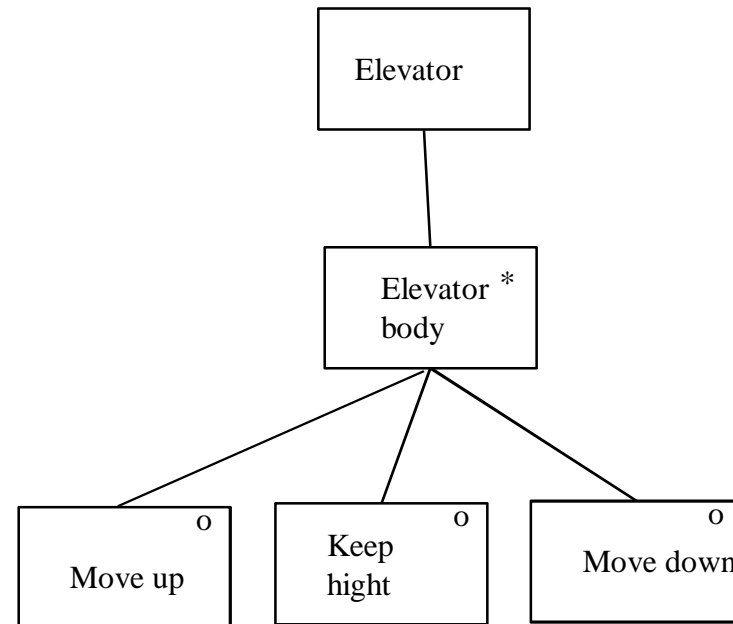 Elevator
Elevator *
body
o
Move up
o
Keep
hight
o
Move down